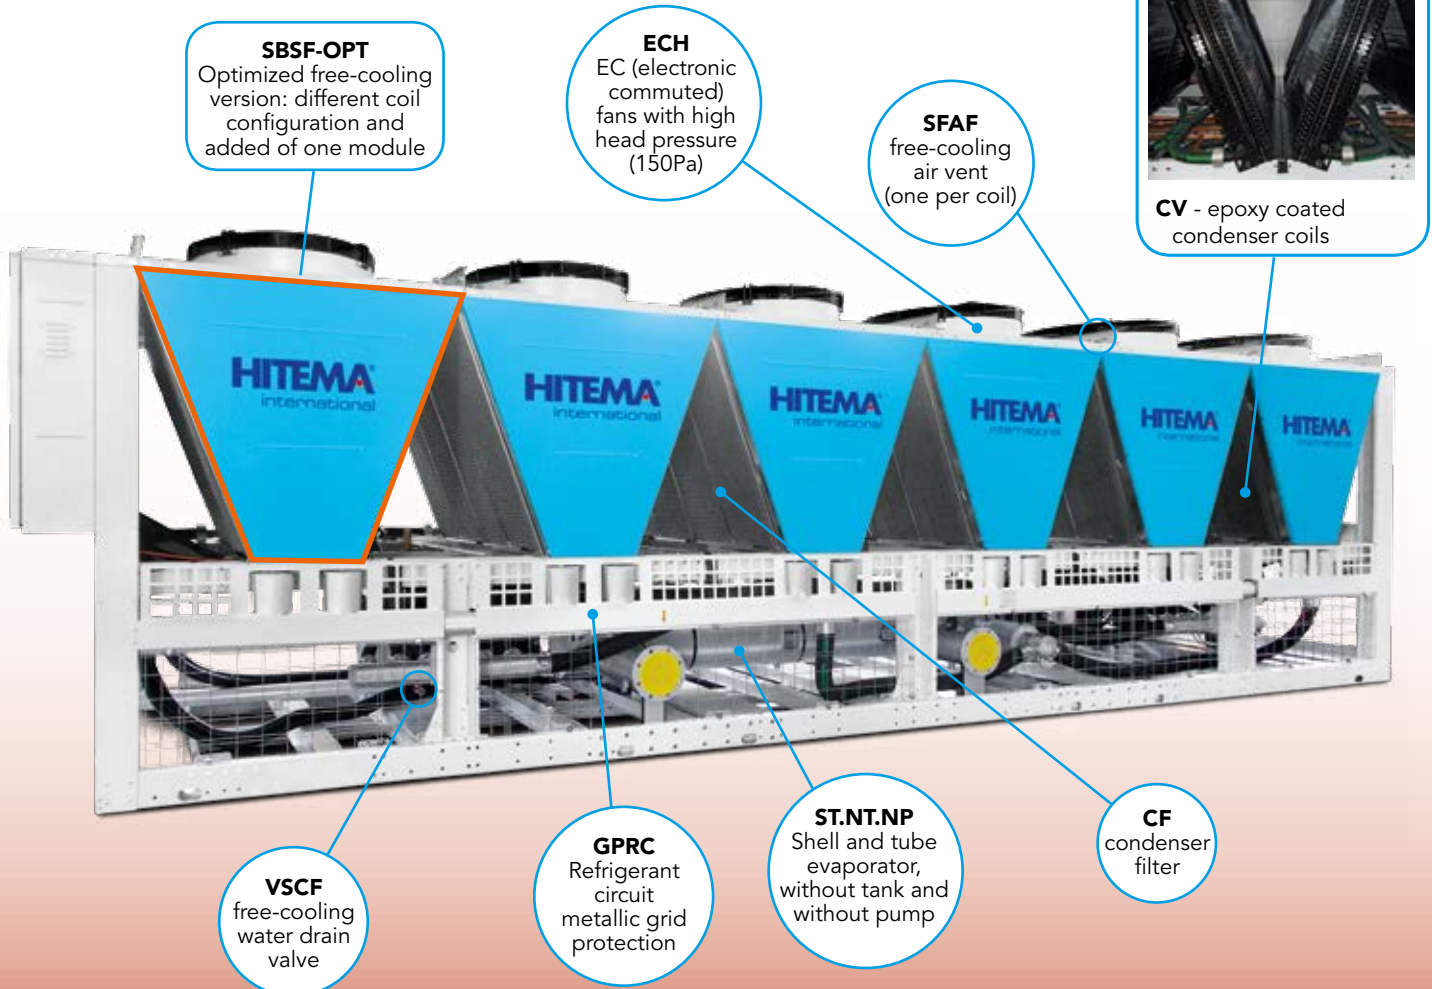 SBSF-OPT
Optimized free-cooling
version: different coil
configuration and
added of one module
ECH
EC (electronic
commuted)
fans with high
head pressure
(150Pa)
SFAF
free-cooling
air vent
(one per coil)
CV - epoxy coated
condenser coils
HITEMA®
international
HITEMA®
international
HITEMA®
international
HITEMA
international
HITEMA
international
HITEMA
international
VSCF
free-cooling
water drain
valve
GPRC
Refrigerant
circuit
metallic grid
protection
ST.NT.NP
Shell and tube
evaporator,
without tank and
without pump
CF
condenser
filter